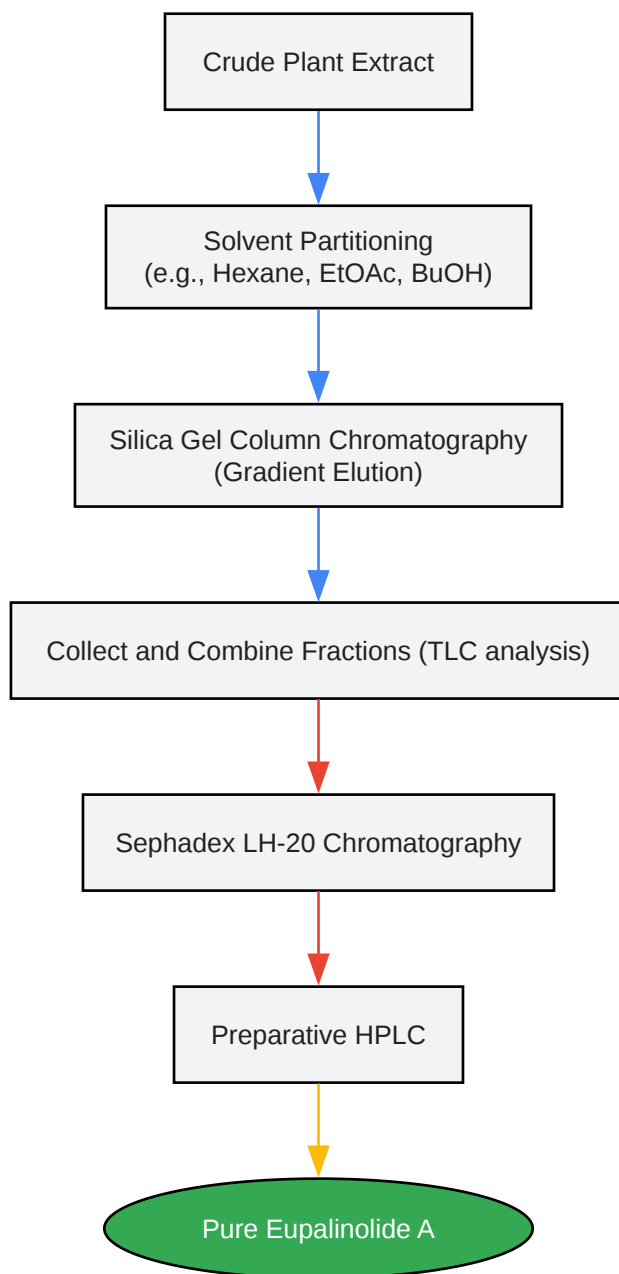 Crude Plant Extract
Solvent Partitioning
(e.g., Hexane, EtOAc, BuOH)
Silica Gel Column Chromatography
(Gradient Elution)
Collect and Combine Fractions (TLC analysis)
Sephadex LH-20 Chromatography
Preparative HPLC
Pure Eupalinolide A